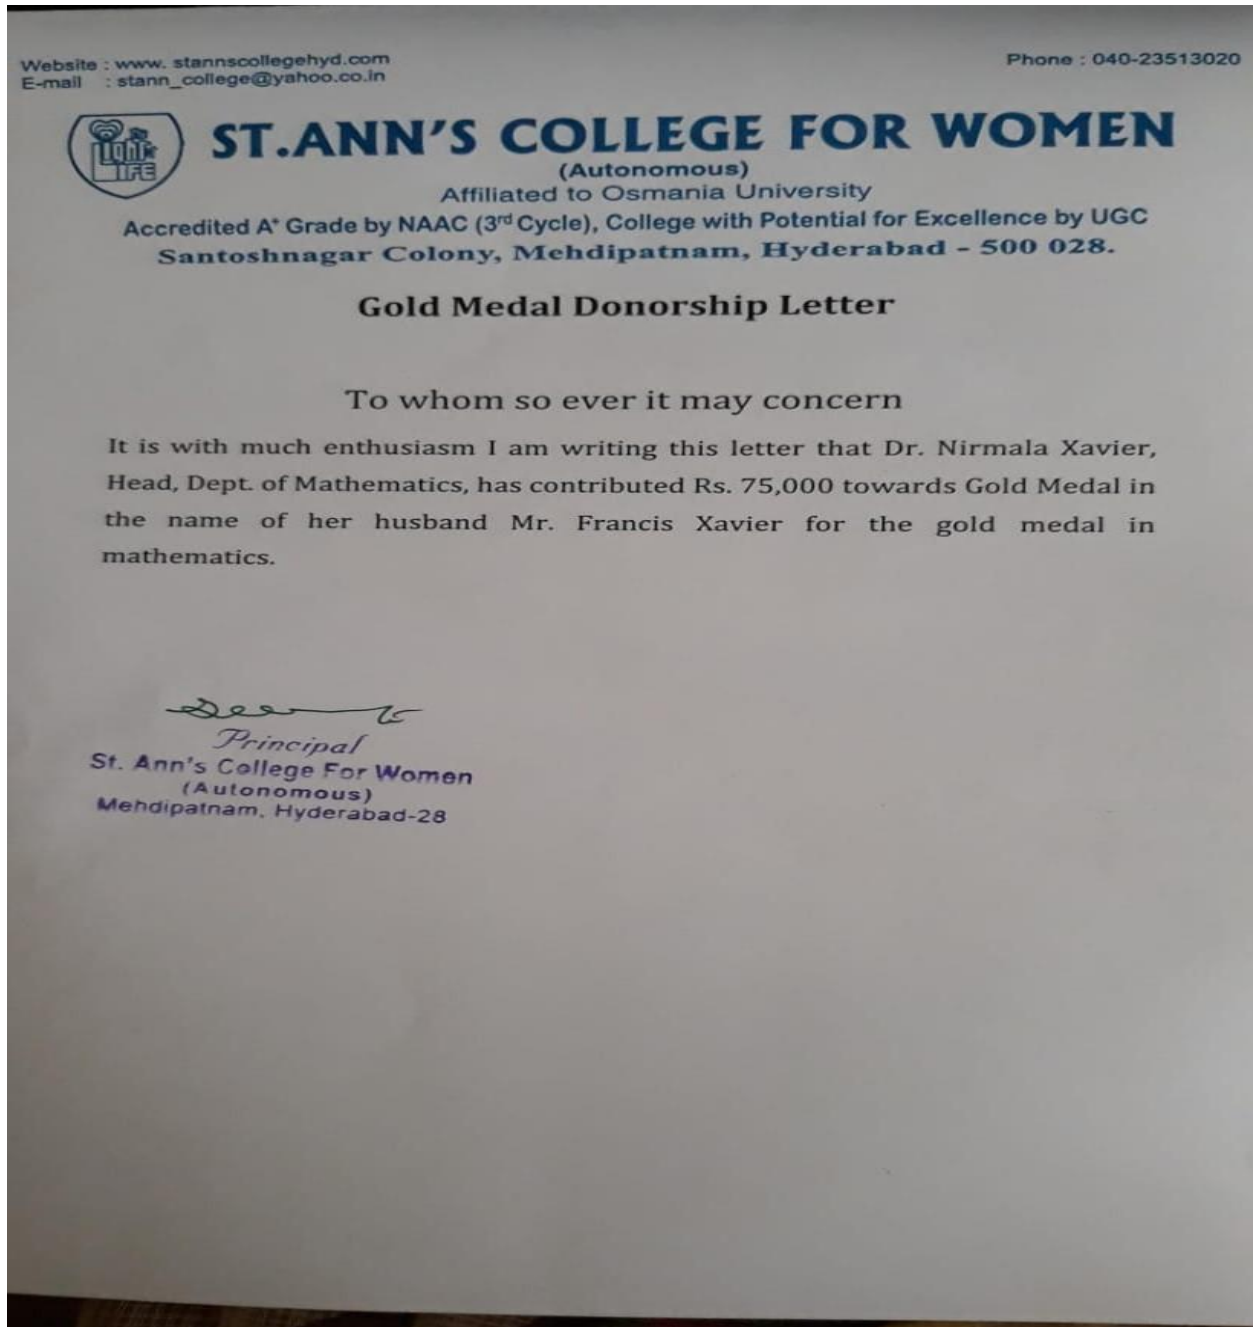 Website : www. stannscollegehyd.com
Phone : 040-23513020
E-mail : stann_college@yahoo.co.in
LIFE
ST.ANN'S COLLEGE FOR WOMEN
(Autonomous)
Affiliated to Osmania University
Accredited A+ Grade by NAAC (3rd Cycle), College with Potential for Excellence by UGC
Santoshnagar Colony, Mehdipatnam, Hyderabad - 500 028.
Gold Medal Donorship Letter
To whom so ever it may concern
It is with much enthusiasm I am writing this letter that Dr. Nirmala Xavier,
Head, Dept. of Mathematics, has contributed Rs. 75,000 towards Gold Medal in
the name of her husband Mr. Francis Xavier for the gold medal in
mathematics.
Principal
St. Ann's College For Women
(Autonomous)
Mehdipatnam, Hyderabad-28